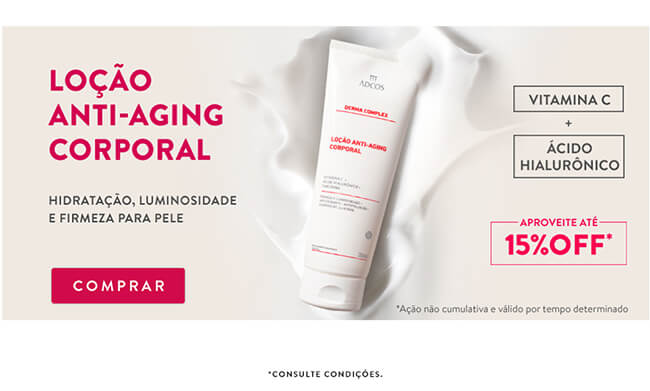 LOÇÃO
ANTI-AGING
CORPORAL
HIDRATAÇÃO, LUMINOSIDADE
E FIRMEZA PARA PELE
COMPRAR
ADCOS
DERMA COMPLEX
LOÇÃO ANTI-AGING
CORPORAL
VITAMINA C +
VITAMINA C
+
ÁCIDO
HIALURÔNICO
APROVEITE ATÉ
15%OFF*
*Ação não cumulativa e válido por tempo determinado
*CONSULTE CONDIÇÕES.